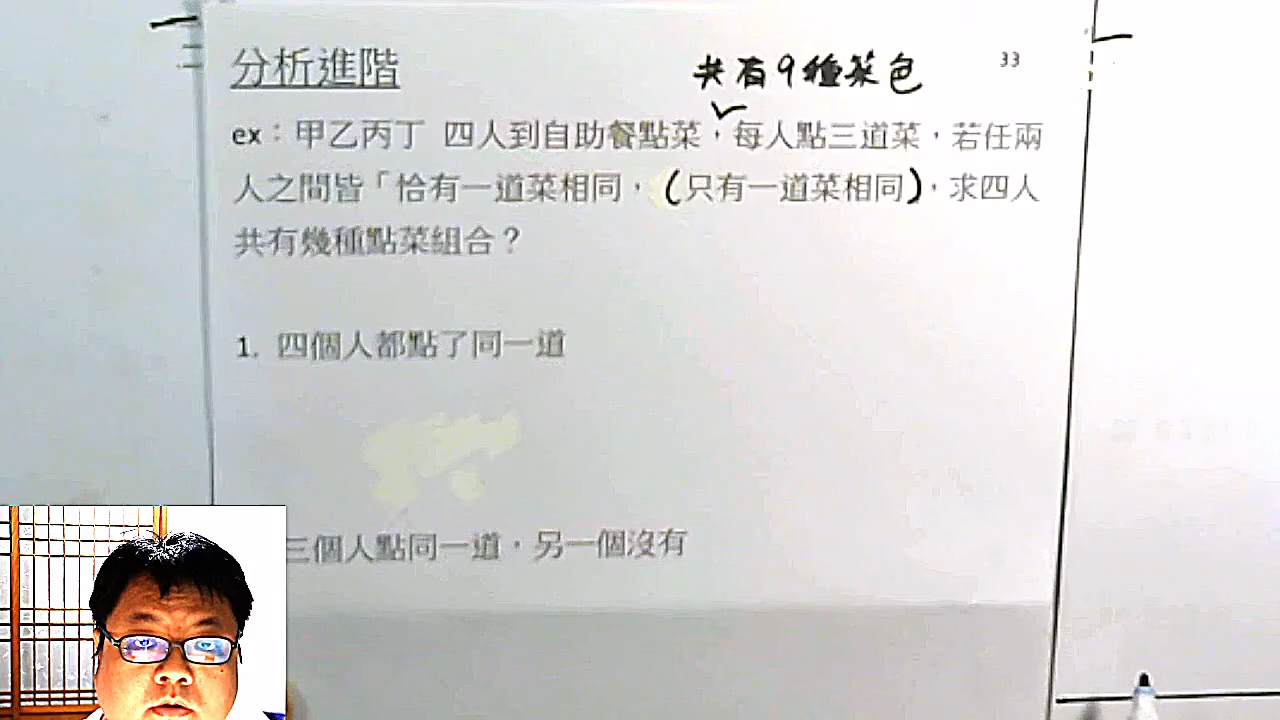 分析進階
共有9種菜色
33
ex：甲乙丙丁 四人到自助餐點菜，每人點三道菜，若任兩
人之間皆「恰有一道菜相同，(只有一道菜相同)，求四人
共有幾種點菜組合？
1. 四個人都點了同一道
三個人點同一道，另一個沒有